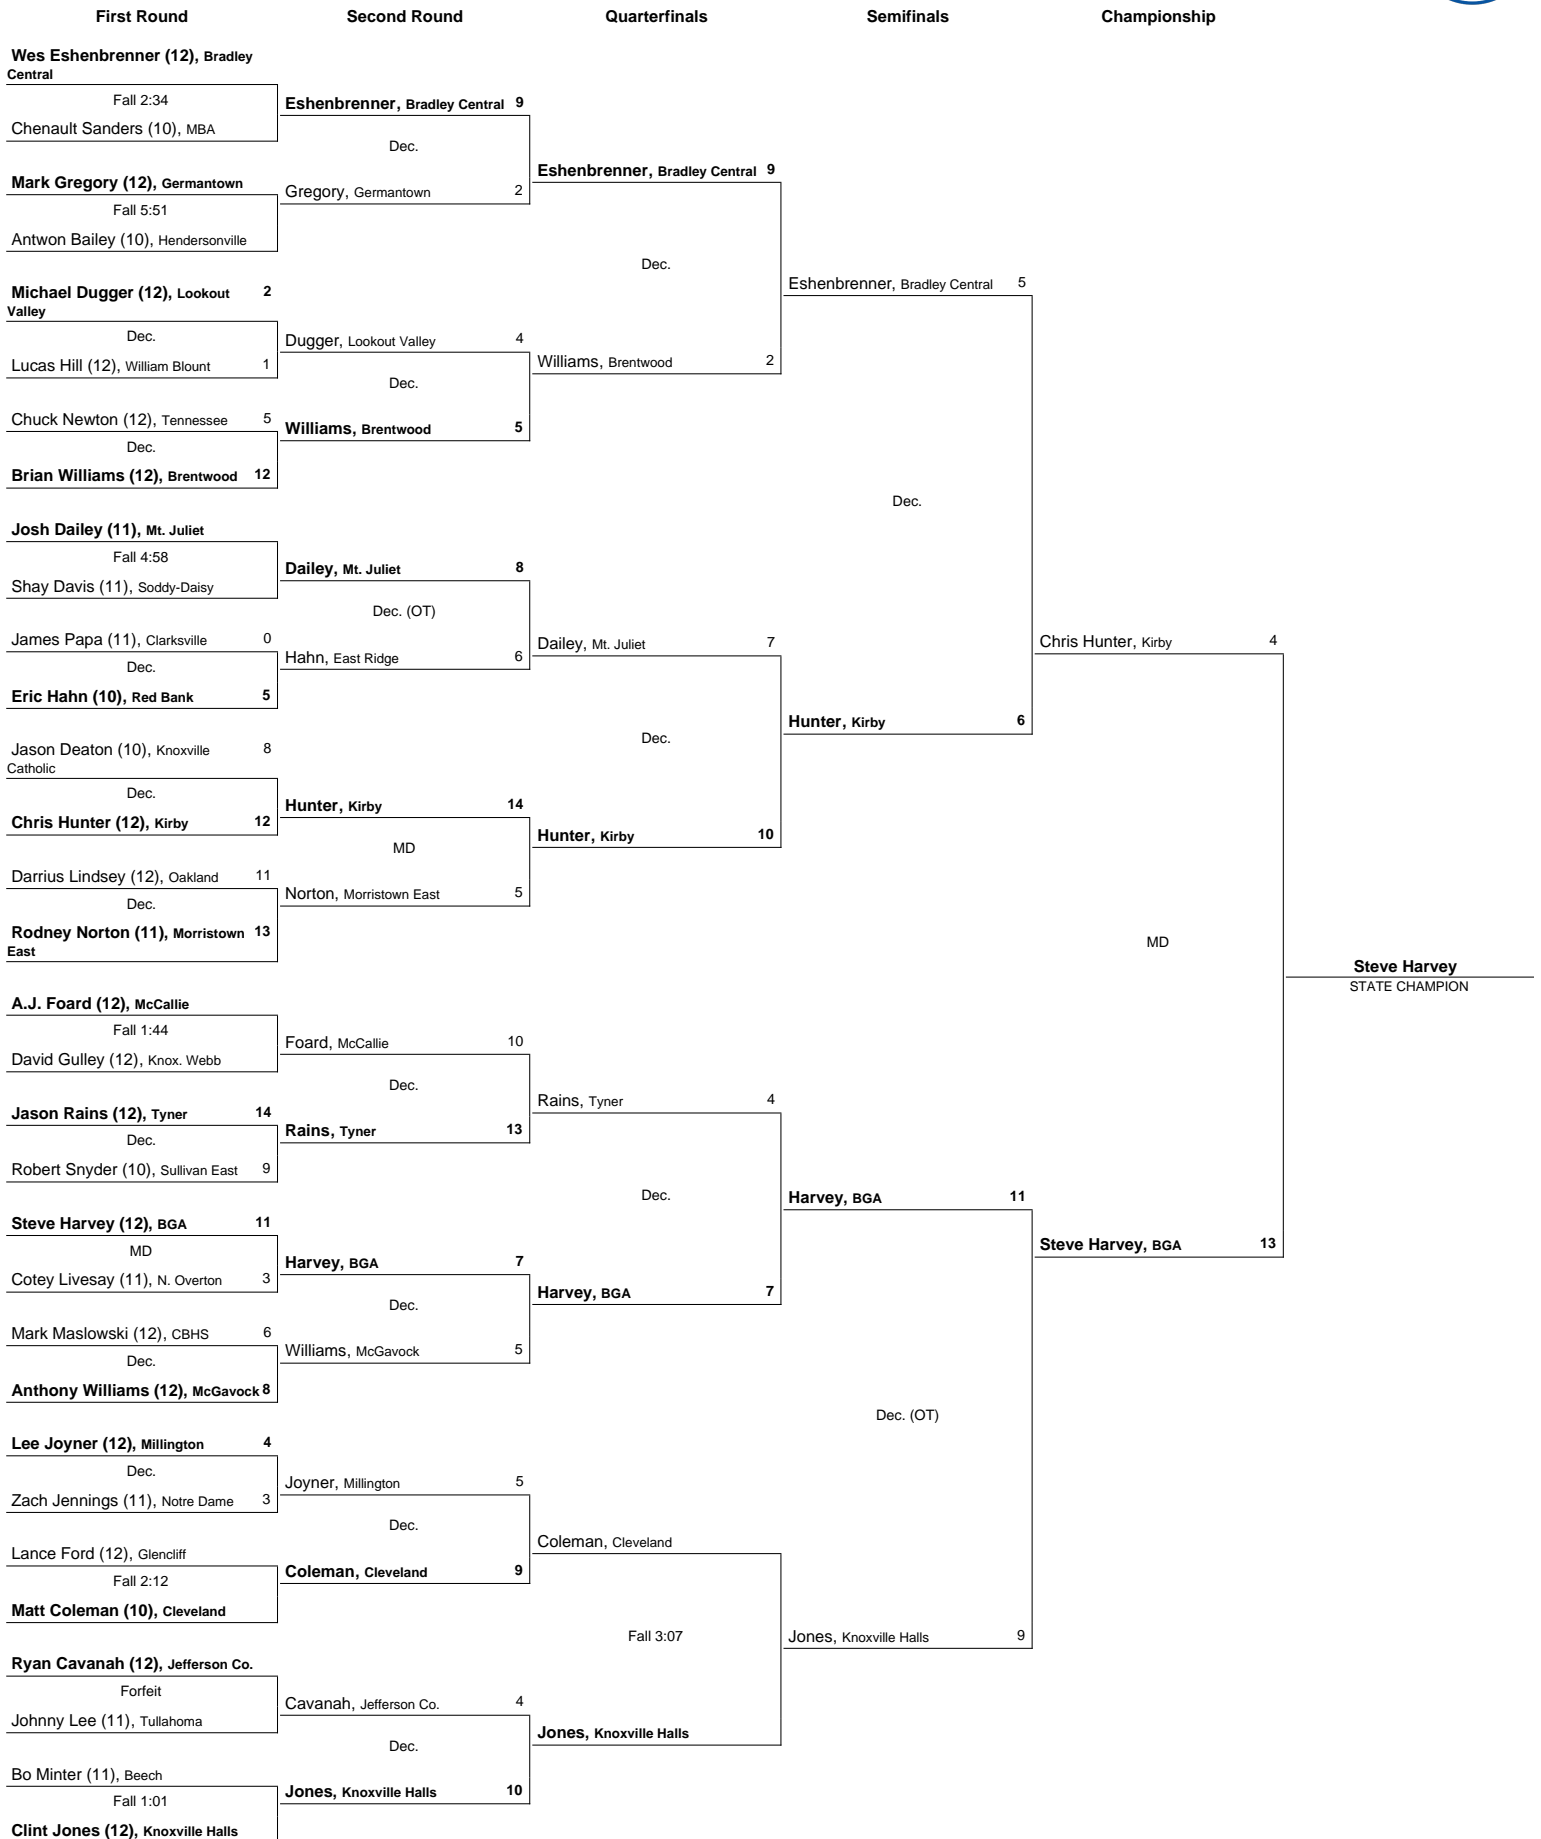 First Round
Second Round
Quarterfinals
Semifinals
Championship
Wes Eshenbrenner (12), Bradley
Central
Fall 2:34
Chenault Sanders (10), MBA
Mark Gregory (12), Germantown
Fall 5:51
Antwon Bailey (10), Hendersonville
Michael Dugger (12), Lookout 2
Valley
Dec.
Lucas Hill (12), William Blount 1
Chuck Newton (12), Tennessee 5
Dec.
Brian Williams (12), Brentwood 12
Josh Dailey (11), Mt. Juliet
Fall 4:58
Shay Davis (11), Soddy-Daisy
James Papa (11), Clarksville 0
Dec.
Eric Hahn (10), Red Bank 5
Jason Deaton (10), Knoxville 8
Catholic
Dec.
Chris Hunter (12), Kirby 12
Darrius Lindsey (12), Oakland 11
Dec.
Rodney Norton (11), Morristown 13
East
A.J. Foard (12), McCallie
Fall 1:44
David Gulley (12), Knox. Webb
Jason Rains (12), Tyner 14
Dec.
Robert Snyder (10), Sullivan East 9
Steve Harvey (12), BGA 11
MD
Cotey Livesay (11), N. Overton 3
Mark Maslowski (12), CBHS 6
Dec.
Anthony Williams (12), McGavock 8
Lee Joyner (12), Millington 4
Dec.
Zach Jennings (11), Notre Dame 3
Lance Ford (12), Glencliff
Fall 2:12
Matt Coleman (10), Cleveland
Ryan Cavanah (12), Jefferson Co.
Forfeit
Johnny Lee (11), Tullahoma
Bo Minter (11), Beech
Fall 1:01
Clint Jones (12), Knoxville Halls
Eshenbrenner, Bradley Central 9
Dec.
Gregory, Germantown 2
Dugger, Lookout Valley 4
Dec.
Williams, Brentwood 5
Dailey, Mt. Juliet 8
Dec. (OT)
Hahn, East Ridge 6
Hunter, Kirby 14
MD
Norton, Morristown East 5
Foard, McCallie 10
Dec.
Rains, Tyner 13
Harvey, BGA 7
Dec.
Williams, McGavock 5
Joyner, Millington 5
Dec.
Coleman, Cleveland 9
Cavanah, Jefferson Co. 4
Dec.
Jones, Knoxville Halls 10
Eshenbrenner, Bradley Central 9
Dec.
Williams, Brentwood 2
Dailey, Mt. Juliet 7
Dec.
Hunter, Kirby 10
Rains, Tyner 4
Dec.
Harvey, BGA 7
Coleman, Cleveland
Fall 3:07
Jones, Knoxville Halls
Eshenbrenner, Bradley Central 5
Dec.
Hunter, Kirby 6
Harvey, BGA 11
Dec. (OT)
Jones, Knoxville Halls 9
Chris Hunter, Kirby 4
MD
Steve Harvey, BGA 13
Steve Harvey
STATE CHAMPION